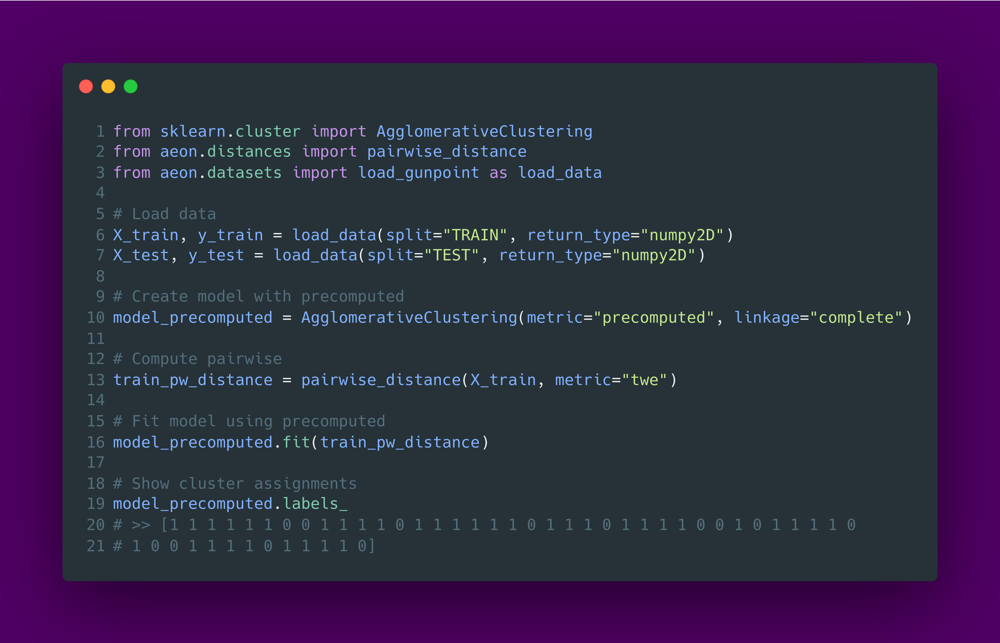 1 from sklearn.cluster import AgglomerativeClustering
2 from aeon.distances import pairwise_distance
3 from aeon.datasets import load_gunpoint as load_data
4
5 # Load data
6 X_train, y_train = load_data(split="TRAIN", return_type="numpy2D")
7 X_test, y_test = load_data(split="TEST", return_type="numpy2D")
8
9 # Create model with precomputed
10 model_precomputed = AgglomerativeClustering(metric="precomputed", linkage="complete")
11
12 # Compute pairwise
13 train_pw_distance = pairwise_distance(X_train, metric="twe")
14
15 # Fit model using precomputed
16 model_precomputed.fit(train_pw_distance)
17
18 # Show cluster assignments
19 model_precomputed.labels_
20 # >> [1 1 1 1 1 1 0 0 1 1 1 1 0 1 1 1 1 1 1 0 1 1 1 0 1 1 1 1 0 0 1 0 1 1 1 1 0
21 # 1 0 0 1 1 1 1 0 1 1 1 1 0]